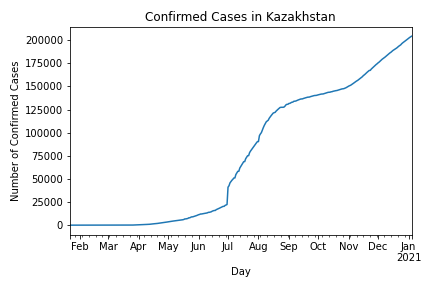 Confirmed Cases in Kazakhstan
Number of Confirmed Cases
200000
175000
150000
125000
100000
75000
50000
25000
0
Feb Mar Apr May Jun Jul Aug Sep Oct Nov Dec Jan
2021
Day